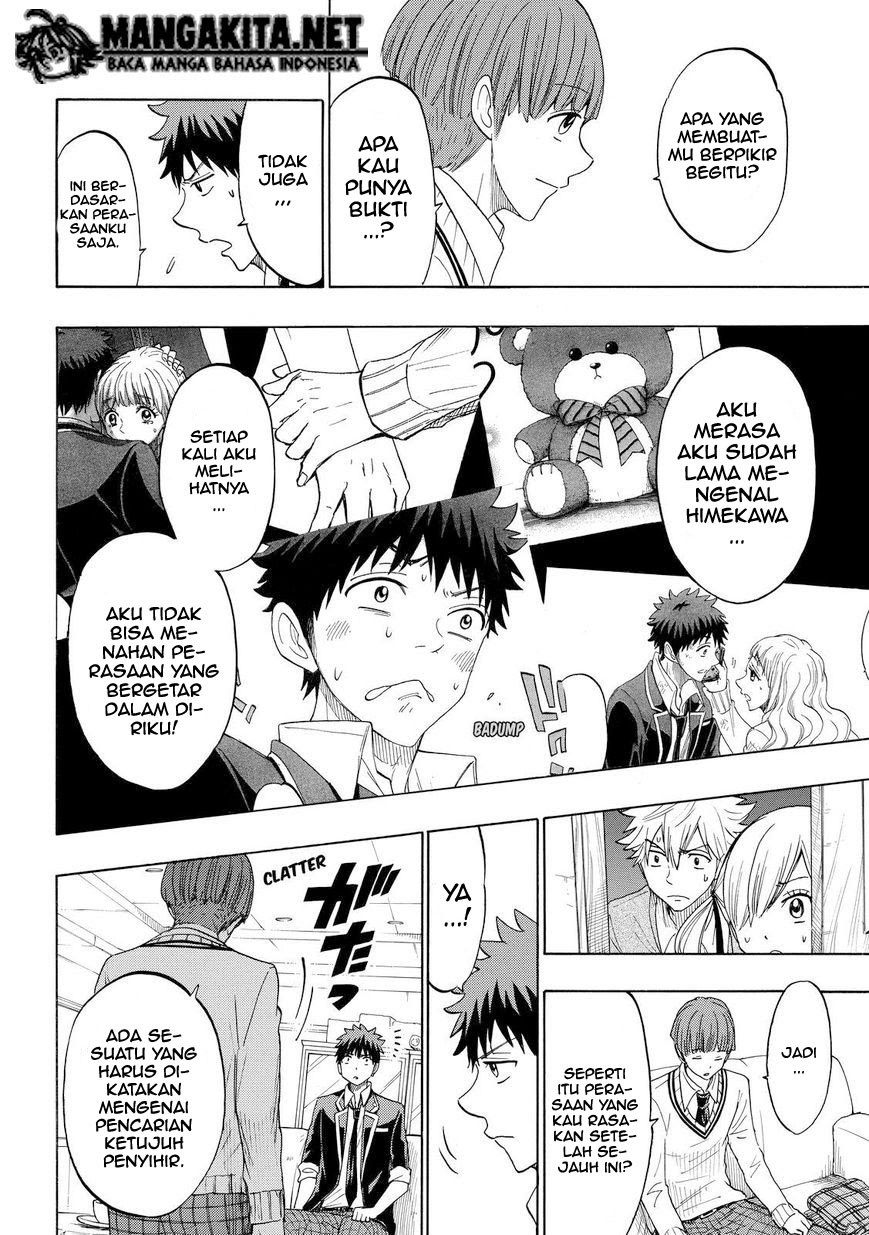 MANGAKITA.NET
BACA MANGA BAHASA INDONESIA
APA YANG
MEMBUAT-
MU BERPIKIR
BEGITU?
APA
KAU
PUNYA
BUKTI
...?
TIDAK
JUGA
...
INI BER-
DASAR-
KAN PERA-
SAANKU
SAJA.
AKU
MERASA
AKU SUDAH
LAMA ME-
NGENAL
HIMEKAWA
...
SETIAP
KALI AKU
MELI-
HATNYA
...
AKU TIDAK
BISA ME-
NAHAN PE-
RASAAN YANG
BERGETAR
DALAM DI-
RIKU!
BADUMP
ドキン
JADI
...
SEPERTI
ITU PERA-
SAAN YANG
KAU RASA-
KAN SETE-
LAH SE-
JAUH INI?
YA
...!
CLATTER
ガタッ
ADA SE-
SUATU YANG
HARUS DI-
KATAKAN
MENGENAI
PENCARIAN
KETUJUH
PENYIHIR.